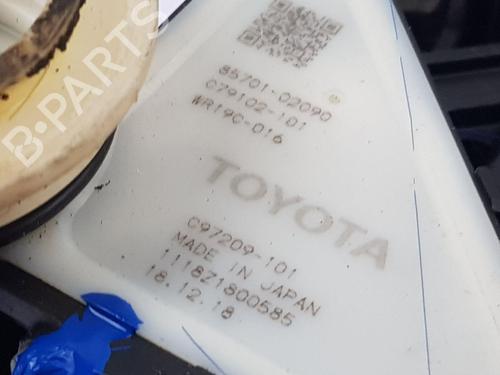 85701-02090
C79102-101
WR19C-016
TOYOTA
C97209-101
MADE IN JAPAN
1118Z1800585
18.12.18
B-PARTS